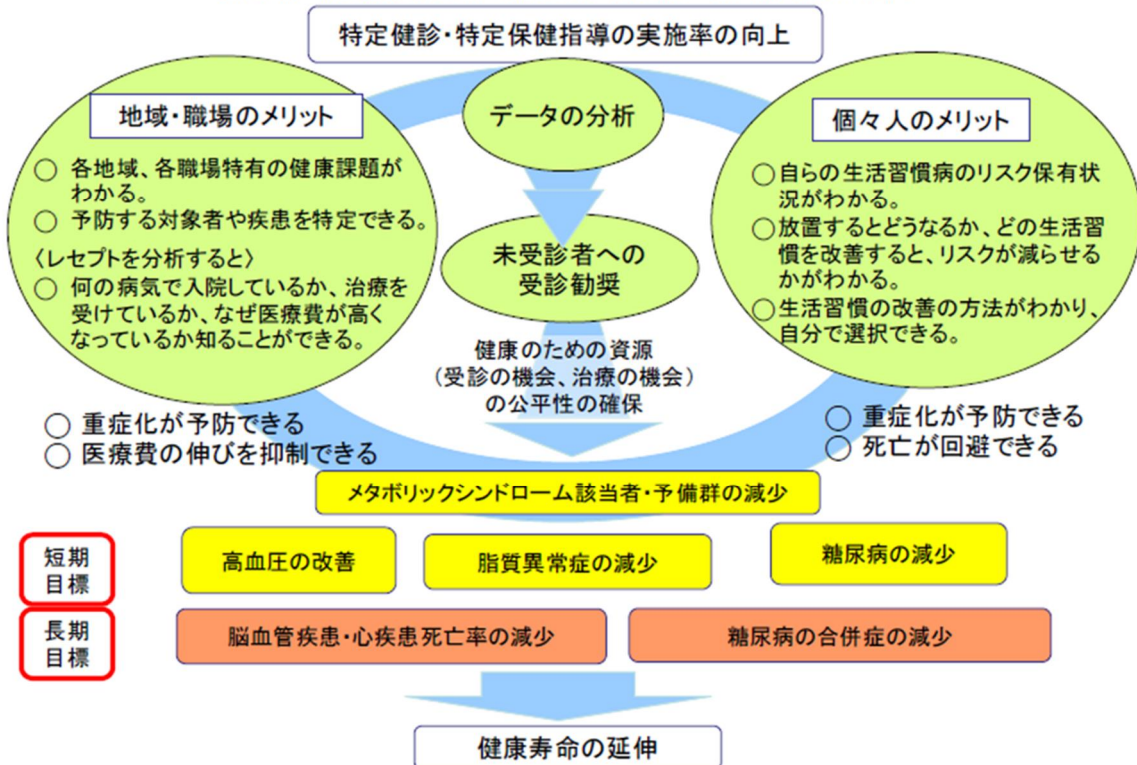 特定健診・特定保健指導の実施率の向上
地域・職場のメリット
○ 各地域、各職場特有の健康課題が
わかる。
○ 予防する対象者や疾患を特定できる。
〈レセプトを分析すると〉
○ 何の病気で入院しているか、治療を
受けているか、なぜ医療費が高く
なっているか知ることができる。
○ 重症化が予防できる
○ 医療費の伸びを抑制できる
データの分析
未受診者への
受診勧奨
健康のための資源
(受診の機会、治療の機会)
の公平性の確保
個々人のメリット
○自らの生活習慣病のリスク保有状
況がわかる。
○放置するとどうなるか、どの生活習
慣を改善すると、リスクが減らせる
かがわかる。
○生活習慣の改善の方法がわかり、
自分で選択できる。
○ 重症化が予防できる
○ 死亡が回避できる
メタボリックシンドローム該当者・予備群の減少
短期
目標
高血圧の改善
脂質異常症の減少
糖尿病の減少
長期
目標
脳血管疾患・心疾患死亡率の減少
糖尿病の合併症の減少
健康寿命の延伸